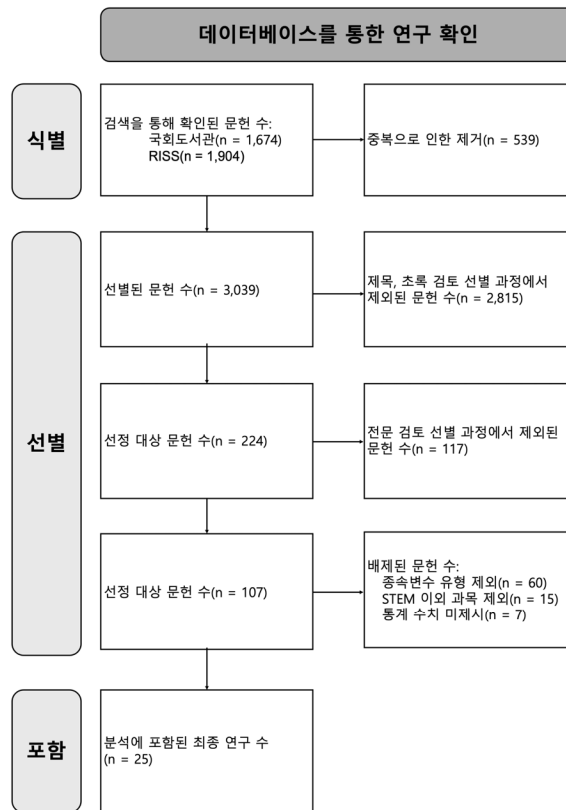 데이터베이스를 통한 연구 확인
식별
검색을 통해 확인된 문헌 수:
국회도서관(n = 1,674)
RISS(n = 1,904)
중복으로 인한 제거(n = 539)
선별
선별된 문헌 수(n = 3,039)
제목, 초록 검토 선별 과정에서
제외된 문헌 수(n = 2,815)
선정 대상 문헌 수(n = 224)
전문 검토 선별 과정에서 제외된
문헌 수(n = 117)
선정 대상 문헌 수(n = 107)
배제된 문헌 수:
종속변수 유형 제외(n = 60)
STEM 이외 과목 제외(n = 15)
통계 수치 미제시(n = 7)
포함
분석에 포함된 최종 연구 수
(n = 25)